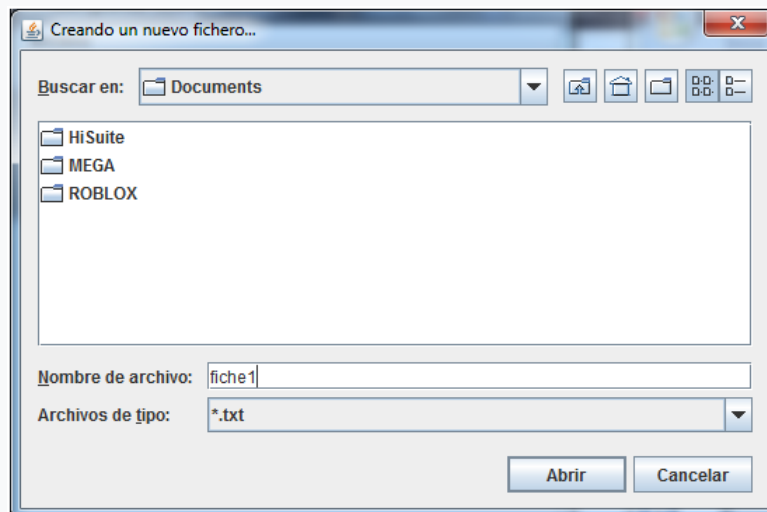 Creando un nuevo fichero...
X
Buscar en: Documents
HiSuite
MEGA
ROBLOX
Nombre de archivo: fiche1
Archivos de tipo: *.txt
Abrir Cancelar